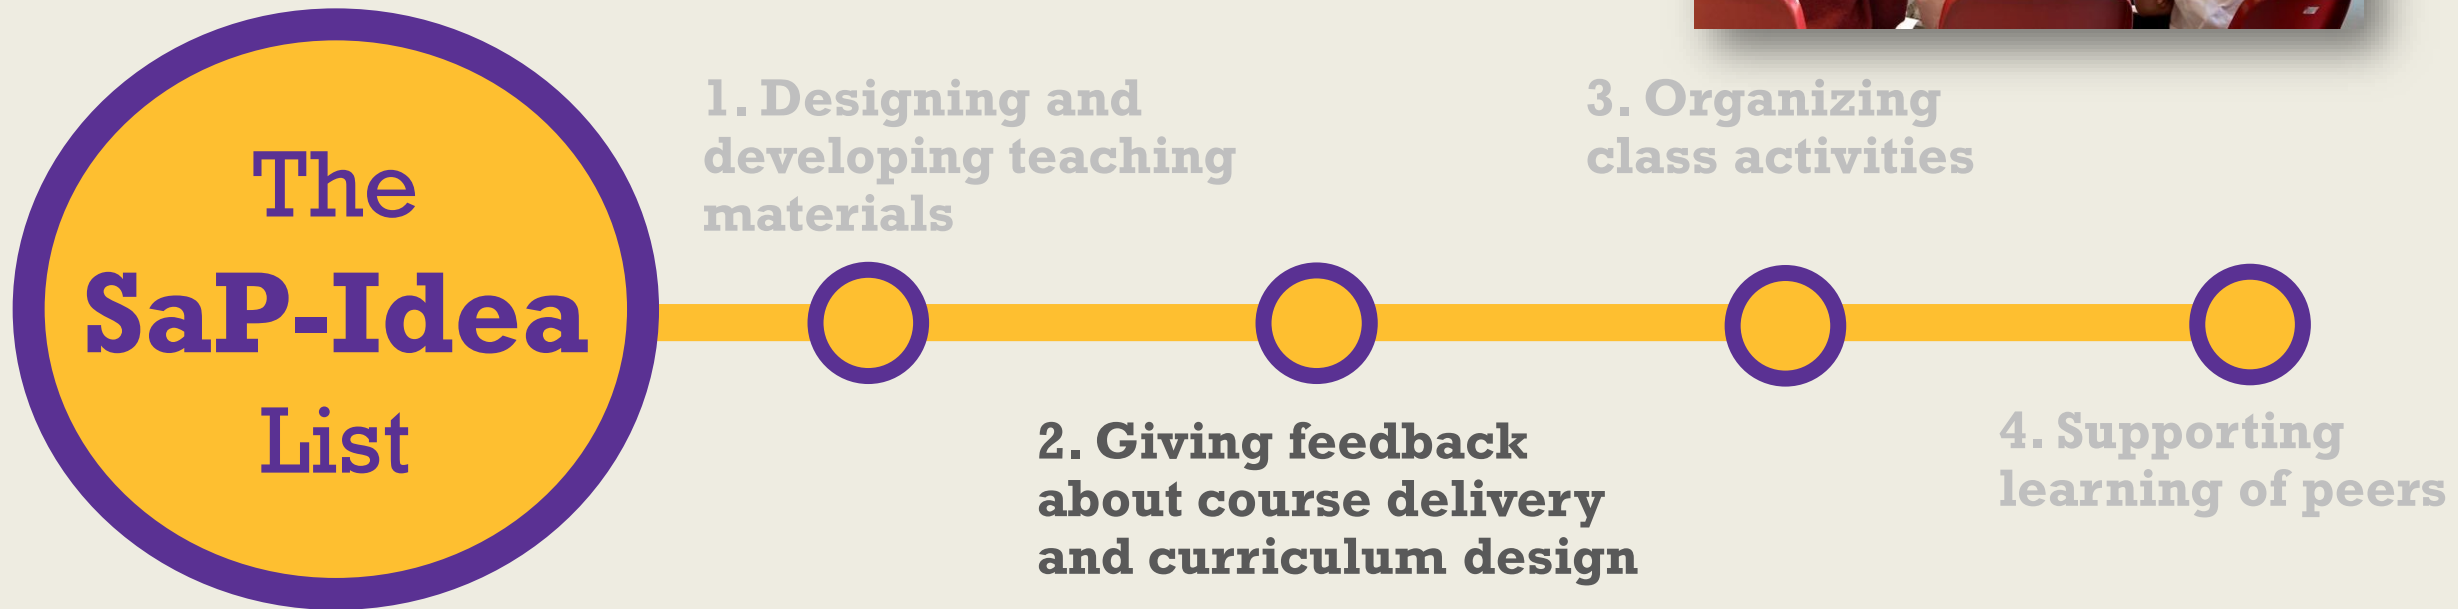 The
SaP-Idea
List
1. Designing and
developing teaching
materials
2. Giving feedback
about course delivery
and curriculum design
3. Organizing
class activities
4. Supporting
learning of peers